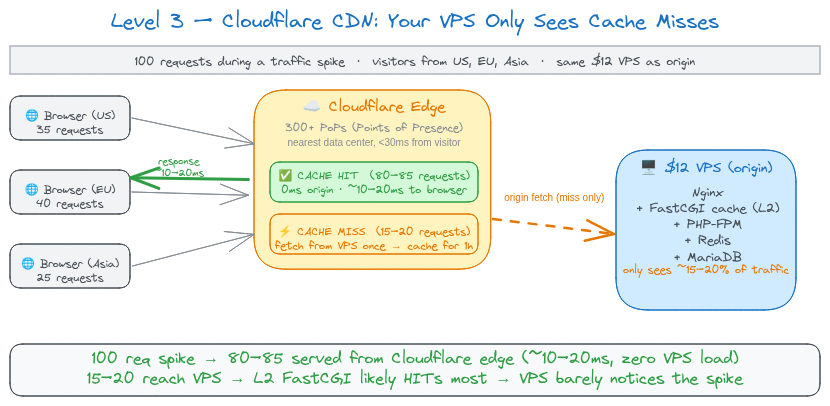 Level 3 → Cloudflare CDN: Your VPS Only Sees Cache Misses
100 requests during a traffic spike · visitors from US, EU, Asia · same $12 VPS as origin
🌐 Browser (US)
35 requests
🌐 Browser (EU)
40 requests
🌐 Browser (Asia)
25 requests
response
10→20ms
☁️ Cloudflare Edge
300+ PoPs (Points of Presence)
nearest data center, <30ms from visitor
✅ CACHE HIT (80→85 requests)
0ms origin · ~10→20ms to browser
⚡ CACHE MISS (15→20 requests)
fetch from VPS once → cache for 1h
origin fetch (miss only)
🖥️ $12 VPS (origin)
Nginx
+ FastCGI cache (L2)
+ PHP-FPM
+ Redis
+ MariaDB
only sees ~15→20% of traffic
100 req spike → 80→85 served from Cloudflare edge (~10→20ms, zero VPS load)
15→20 reach VPS → L2 FastCGI likely HITs most → VPS barely notices the spike